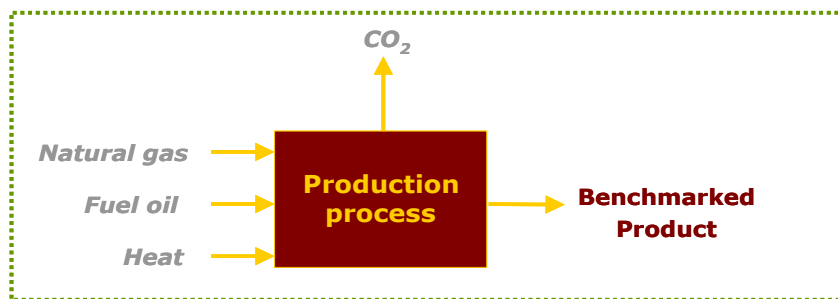 CO₂
Natural gas
Fuel oil
Heat
Production
process
Benchmarked
Product